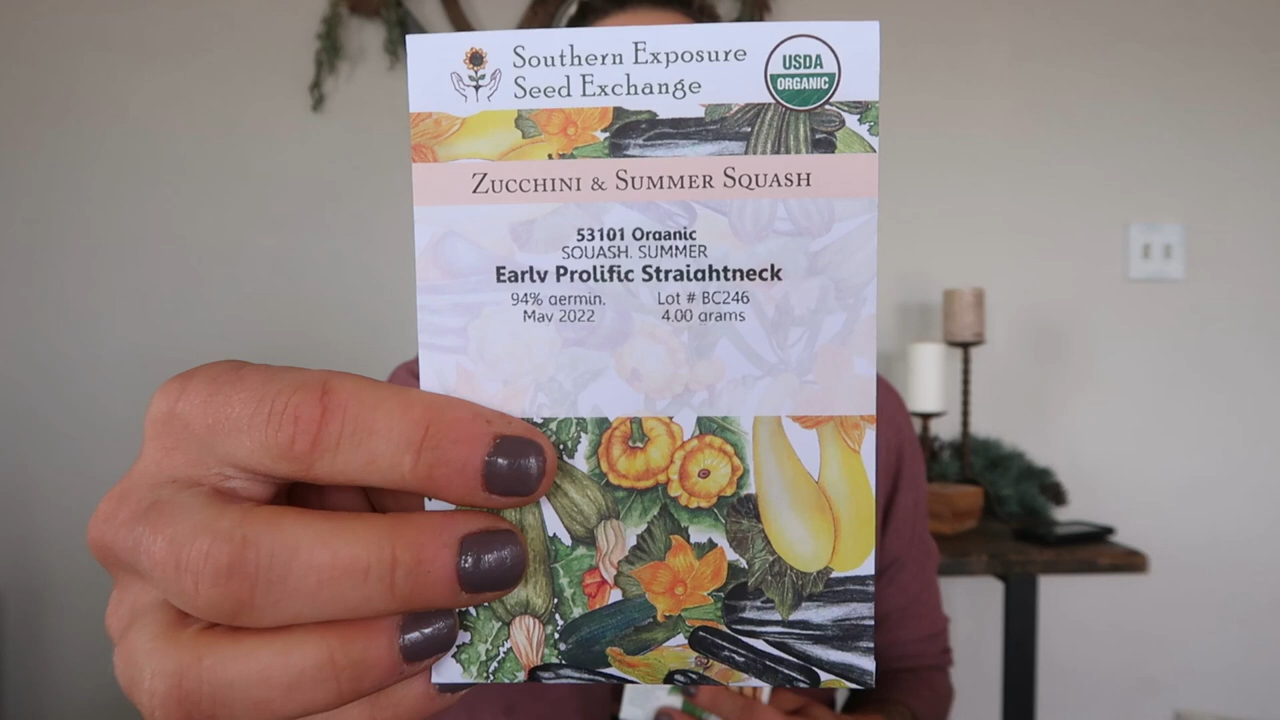 Southern Exposure
Seed Exchange
USDA
ORGANIC
ZUCCHINI & SUMMER SQUASH
53101 Organic
SQUASH, SUMMER
Early Prolific Straightneck
94% germin. Lot # BC246
May 2022 4.00 grams